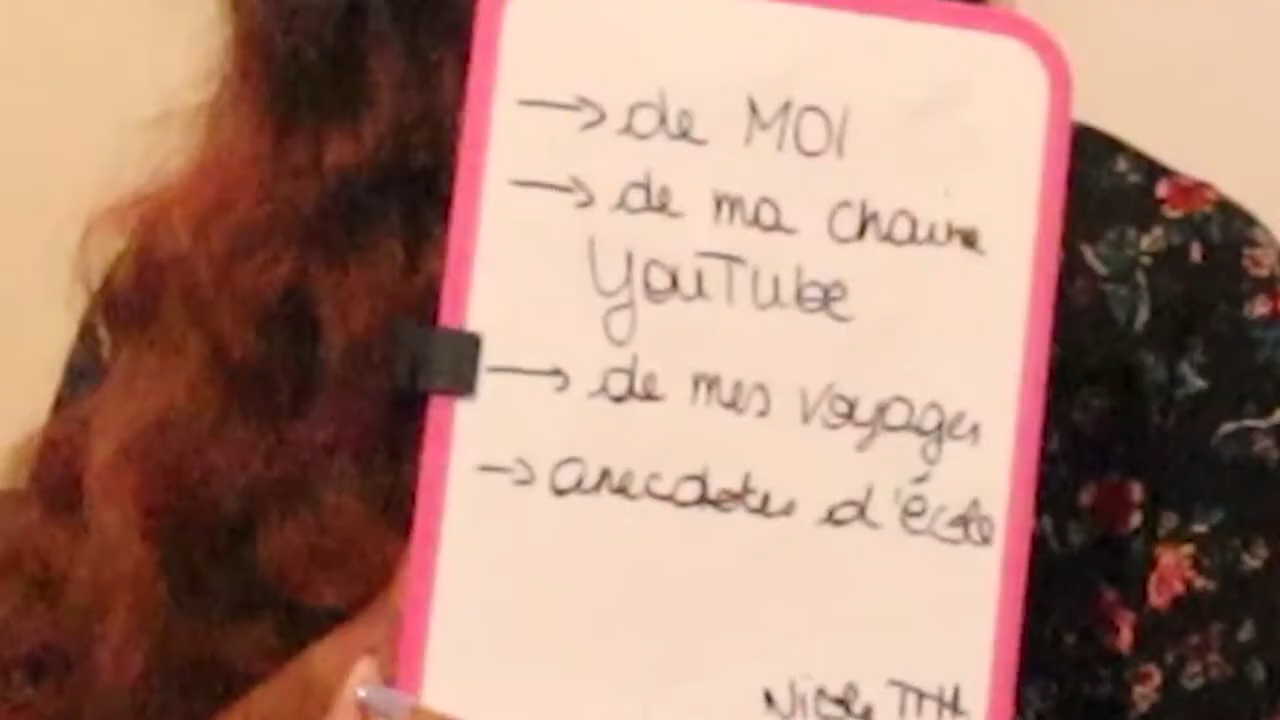 → de MOI
→ de ma chaine
YouTube
→ de mes voyages
→ anecdotes d'école